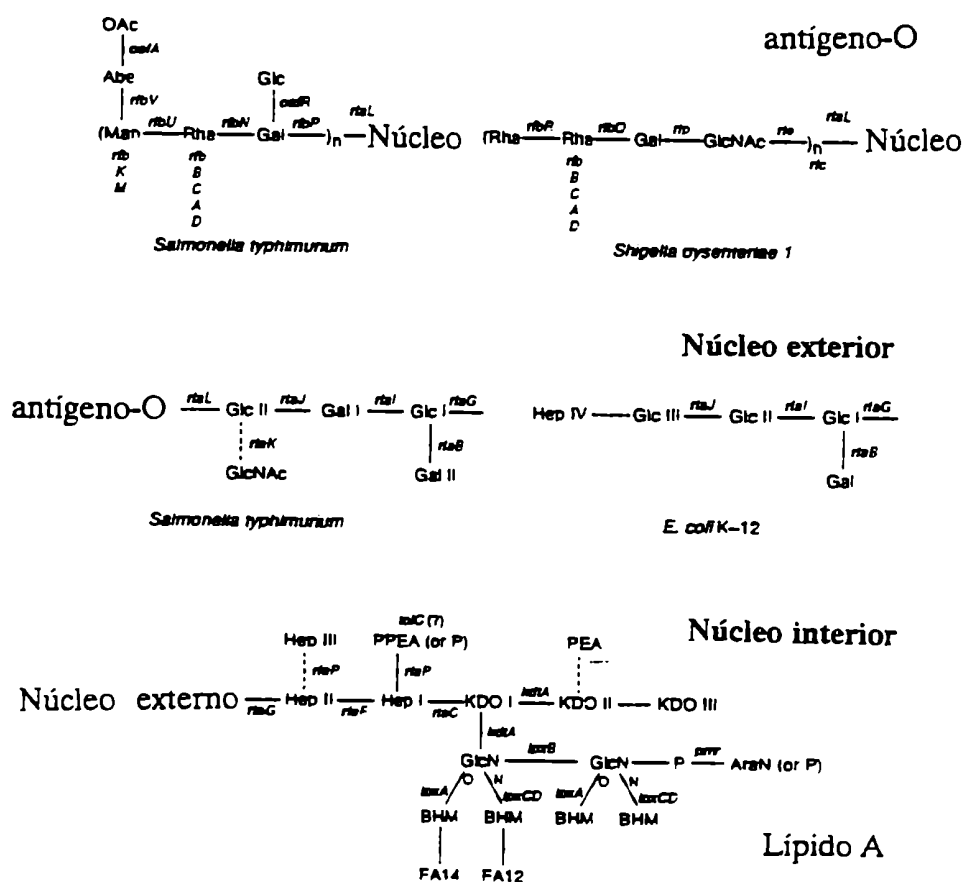 antígeno-O
OAc
oafA
Abe Glc
rfbV oafR
(Man rfbU Rha rfbN Gal rfbP )n rfaL Núcleo
rfb rfb
K B
M C
A
D
Salmonella typhimurium
(Rha rfbR Rha rfbQ Gal rfp GlcNAc rfe )n rfaL Núcleo
rfc
rfb
B
C
A
D
Shigella dysenteriae 1
Núcleo exterior
antígeno-O rfaL Glc II rfaJ Gal I rfaI Glc I rfaG
rfaK rfaB
GlcNAc Gal II
Salmonella typhimurium
Hep IV Glc III rfaJ Glc II rfaI Glc I rfaG
rfaB
Gal
E. coli K–12
Núcleo interior
tolC (?)
Hep III PPEA (or P) PEA
rfaP rfaP
Núcleo externo rfaG Hep II rfaF Hep I rfaC KDO I kdtA KDO II KDO III
kdtA
GlcN lpxB GlcN P pmr AraN (or P)
O N O N
lpxA lpxCD lpxA lpxCD
BHM BHM BHM BHM
FA14 FA12
Lípido A